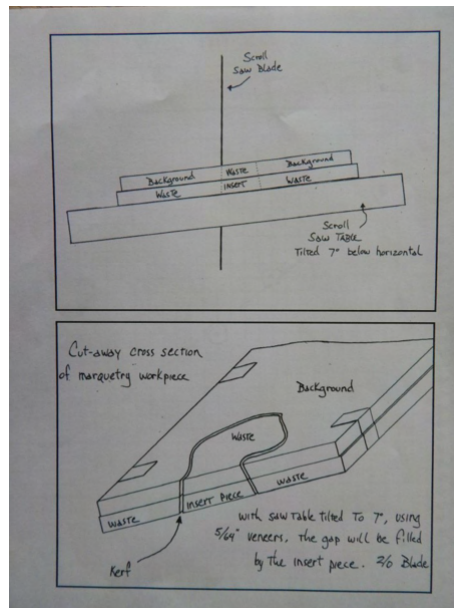 Scroll
Saw Blade
Background Waste Background
Waste Insert Waste
Scroll
Saw Table
Tilted 7° below horizontal
Cut-away cross section
of marquetry workpiece
Background
Waste
Waste Insert Piece Waste
Kerf
with saw table tilted to 7°, using
5/64" veneers. The gap will be filled
by the insert piece. 2/0 Blade